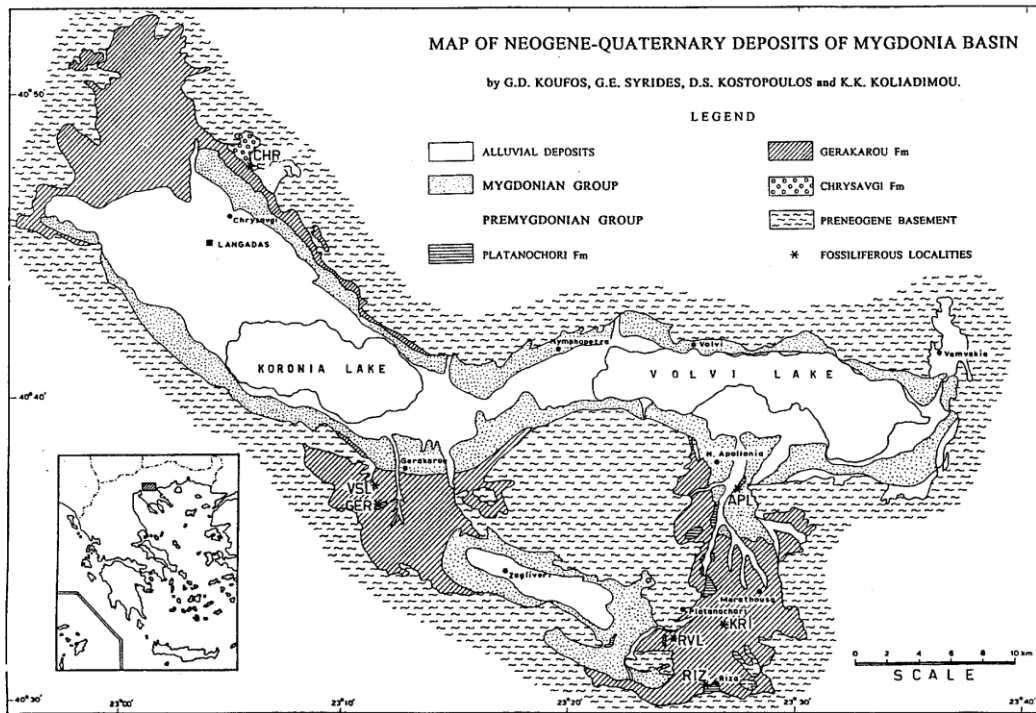 MAP OF NEOGENE-QUATERNARY DEPOSITS OF MYGDONIA BASIN
by G.D. KOUFOS, G.E. SYRIDES, D.S. KOSTOPOULOS and K.K. KOLIADIMOU.
LEGEND
ALLUVIAL DEPOSITS
GERAKAROU Fm
MYGDONIAN GROUP
CHRYSAVGI Fm
PREMYGDONIAN GROUP
PRENEOGENE BASEMENT
PLATANOCHORI Fm
FOSSILIFEROUS LOCALITIES
40°50'
CHR
Chrysavgi
LANGADAS
Nymphopetra
Volvi
Vamvakia
KORONIA LAKE
VOLVI LAKE
40°40'
Gerakarou
N. Apollonia
VSL
GER
APL
Zagliveri
Marathousa
Platanochori
KRI
RVL
RIZ
Riza
0 2 4 6 8 10 km
SCALE
40°30'
23°00'
23°10'
23°20'
23°30'
23°40'